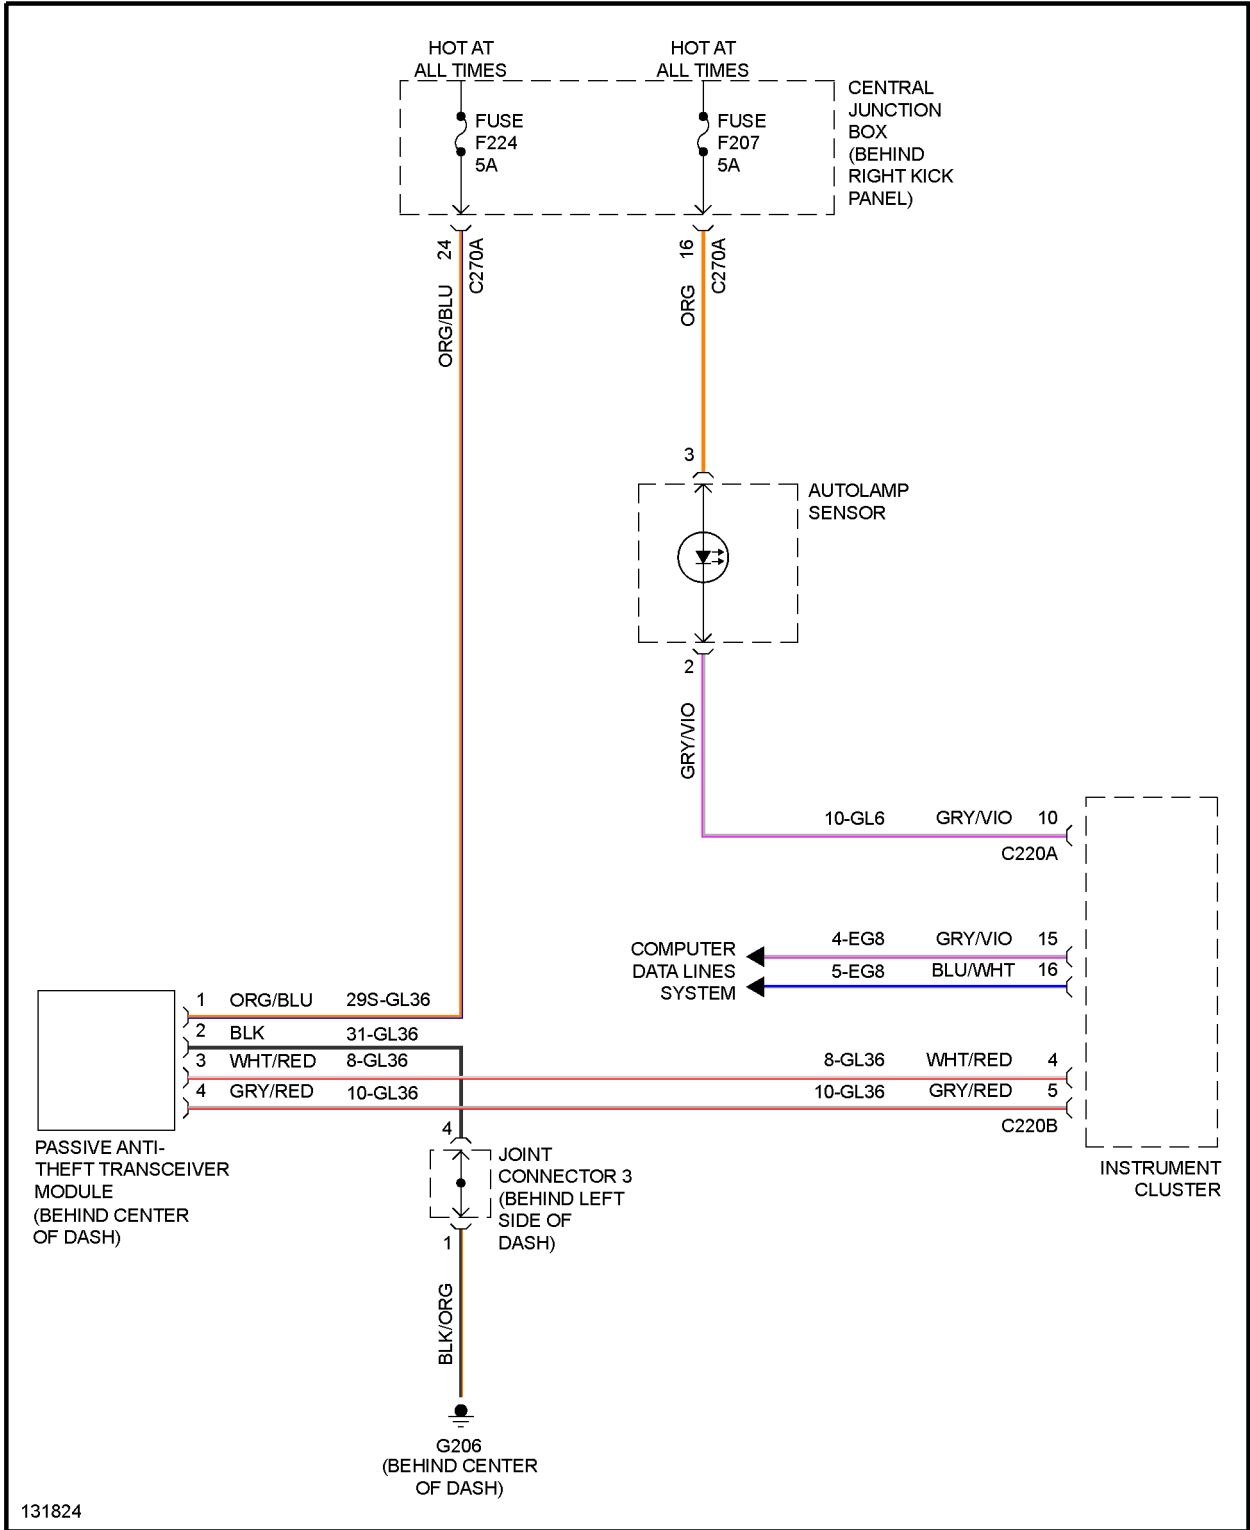 HOT AT
ALL TIMES
HOT AT
ALL TIMES
FUSE
F224
5A
FUSE
F207
5A
CENTRAL
JUNCTION
BOX
(BEHIND
RIGHT KICK
PANEL)
24
C270A
ORG/BLU
16
C270A
ORG
3
AUTOLAMP
SENSOR
2
GRY/VIO
10-GL6 GRY/VIO 10
C220A
COMPUTER
DATA LINES
SYSTEM
4-EG8 GRY/VIO 15
5-EG8 BLU/WHT 16
1 ORG/BLU 29S-GL36
2 BLK 31-GL36
3 WHT/RED 8-GL36
4 GRY/RED 10-GL36
8-GL36 WHT/RED 4
10-GL36 GRY/RED 5
C220B
PASSIVE ANTI-
THEFT TRANSCEIVER
MODULE
(BEHIND CENTER
OF DASH)
4
JOINT
CONNECTOR 3
(BEHIND LEFT
SIDE OF
DASH)
1
INSTRUMENT
CLUSTER
BLK/ORG
G206
(BEHIND CENTER
OF DASH)
131824